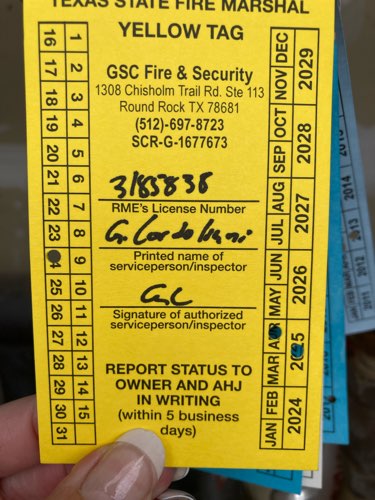 TEXAS STATE FIRE MARSHAL
YELLOW TAG
GSC Fire & Security
1308 Chisholm Trail Rd. Ste 113
Round Rock TX 78681
(512)-697-8723
SCR-G-1677673
RME's License Number
Printed name of
serviceperson/inspector
GC
Signature of authorized
serviceperson/inspector
REPORT STATUS TO
OWNER AND AHJ
IN WRITING
(within 5 business
days)
16 17 18 19 20 21 22 23 4 25 26 27 28 29 30 31
1 2 3 4 5 6 7 8 9 10 11 12 13 14 15
JAN FEB MAR APR MAY JUN JUL AUG SEP OCT NOV DEC
2024 2025 2026 2027 2028 2029
2014
2013